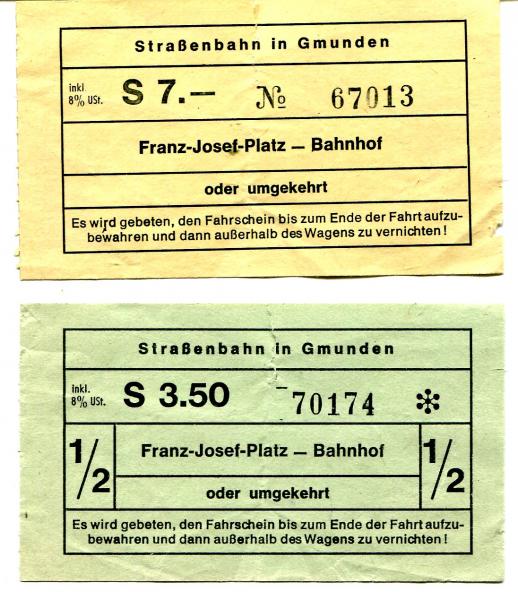 Straßenbahn in Gmunden
inkl.
8% USt. S 7.— № 67013
Franz-Josef-Platz — Bahnhof
oder umgekehrt
Es wird gebeten, den Fahrschein bis zum Ende der Fahrt aufzu-
bewahren und dann außerhalb des Wagens zu vernichten!
Straßenbahn in Gmunden
inkl.
8% USt. S 3.50 70174 ✻
1/2 Franz-Josef-Platz — Bahnhof 1/2
oder umgekehrt
Es wird gebeten, den Fahrschein bis zum Ende der Fahrt aufzu-
bewahren und dann außerhalb des Wagens zu vernichten!